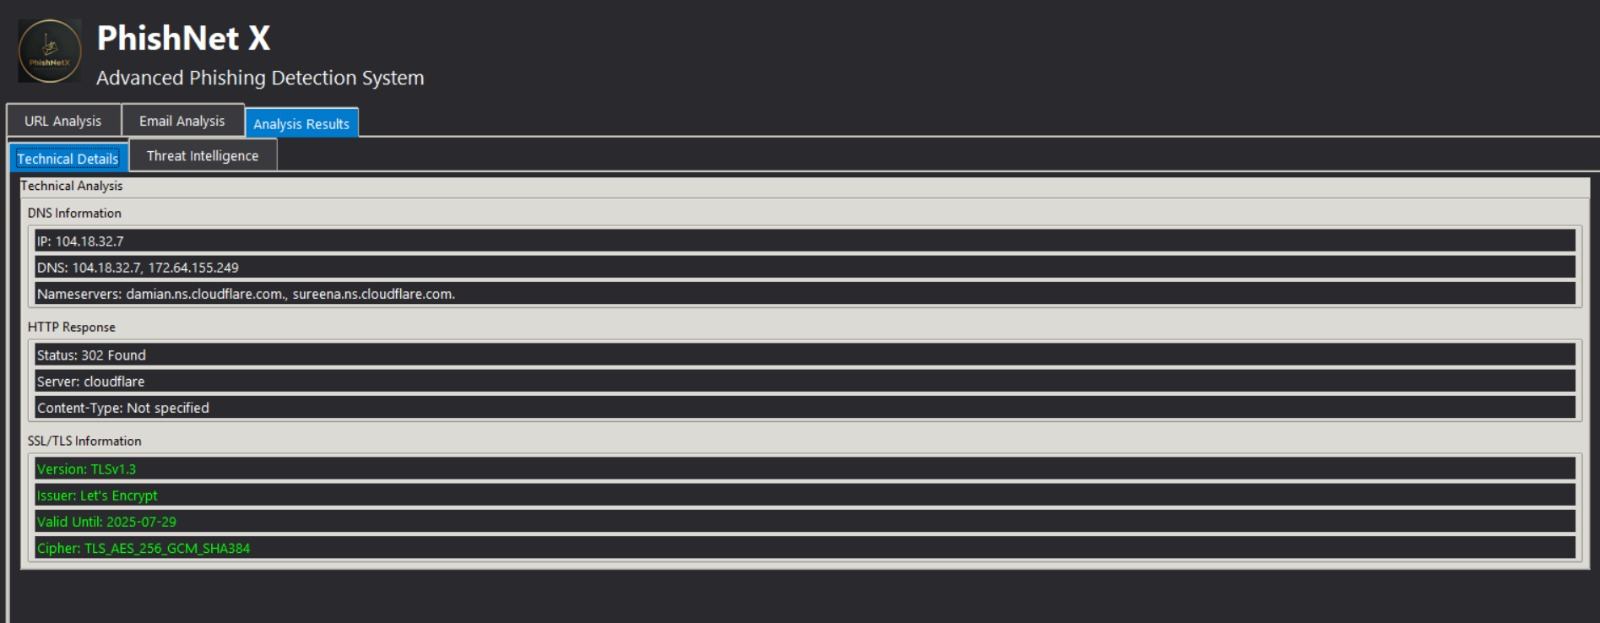 PhishNetX
PhishNet X
Advanced Phishing Detection System
URL Analysis
Email Analysis
Analysis Results
Technical Details
Threat Intelligence
Technical Analysis
DNS Information
IP: 104.18.32.7
DNS: 104.18.32.7, 172.64.155.249
Nameservers: damian.ns.cloudflare.com., sureena.ns.cloudflare.com.
HTTP Response
Status: 302 Found
Server: cloudflare
Content-Type: Not specified
SSL/TLS Information
Version: TLSv1.3
Issuer: Let's Encrypt
Valid Until: 2025-07-29
Cipher: TLS_AES_256_GCM_SHA384